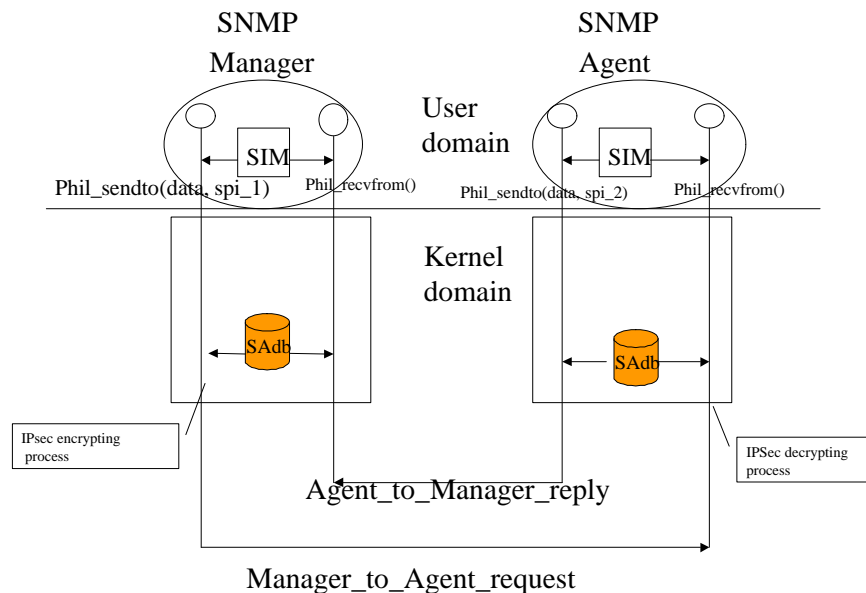 SNMP
Manager
SNMP
Agent
User
domain
SIM
SIM
Phil_sendto(data, spi_1)
Phil_recvfrom()
Phil_sendto(data, spi_2)
Phil_recvfrom()
Kernel
domain
SAdb
SAdb
IPsec encrypting
process
IPSec decrypting
process
Agent_to_Manager_reply
Manager_to_Agent_request